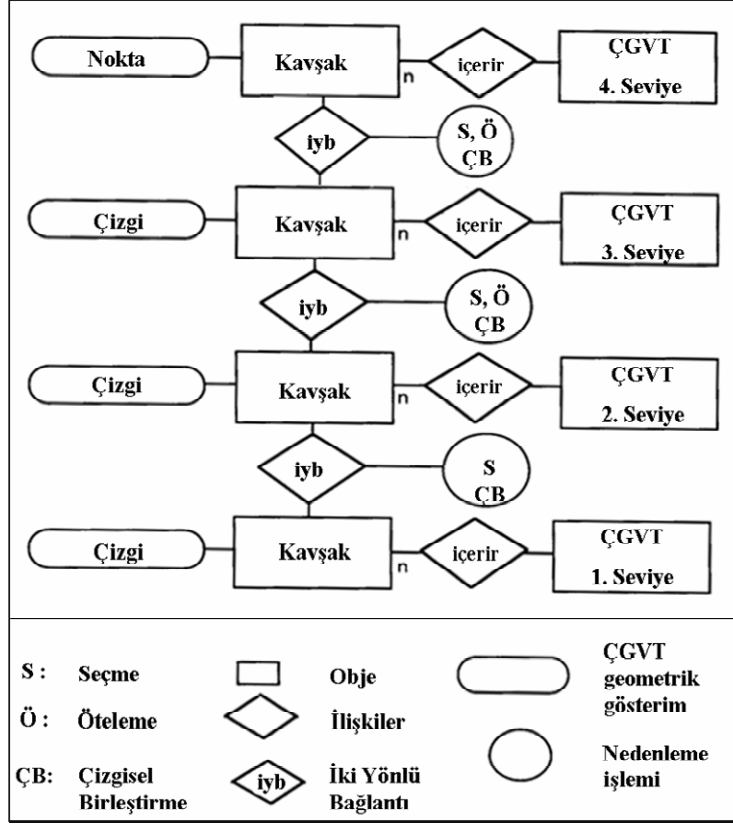 Nokta
Kavşak
n
içerir
ÇGVT
4. Seviye
iyb
S, Ö
ÇB
Çizgi
Kavşak
n
içerir
ÇGVT
3. Seviye
iyb
S, Ö
ÇB
Çizgi
Kavşak
n
içerir
ÇGVT
2. Seviye
iyb
S
ÇB
Çizgi
Kavşak
n
içerir
ÇGVT
1. Seviye
S : Seçme
Ö : Öteleme
ÇB: Çizgisel
Birleştirme
Obje
İlişkiler
iyb
İki Yönlü
Bağlantı
ÇGVT
geometrik
gösterim
Nedenleme
işlemi